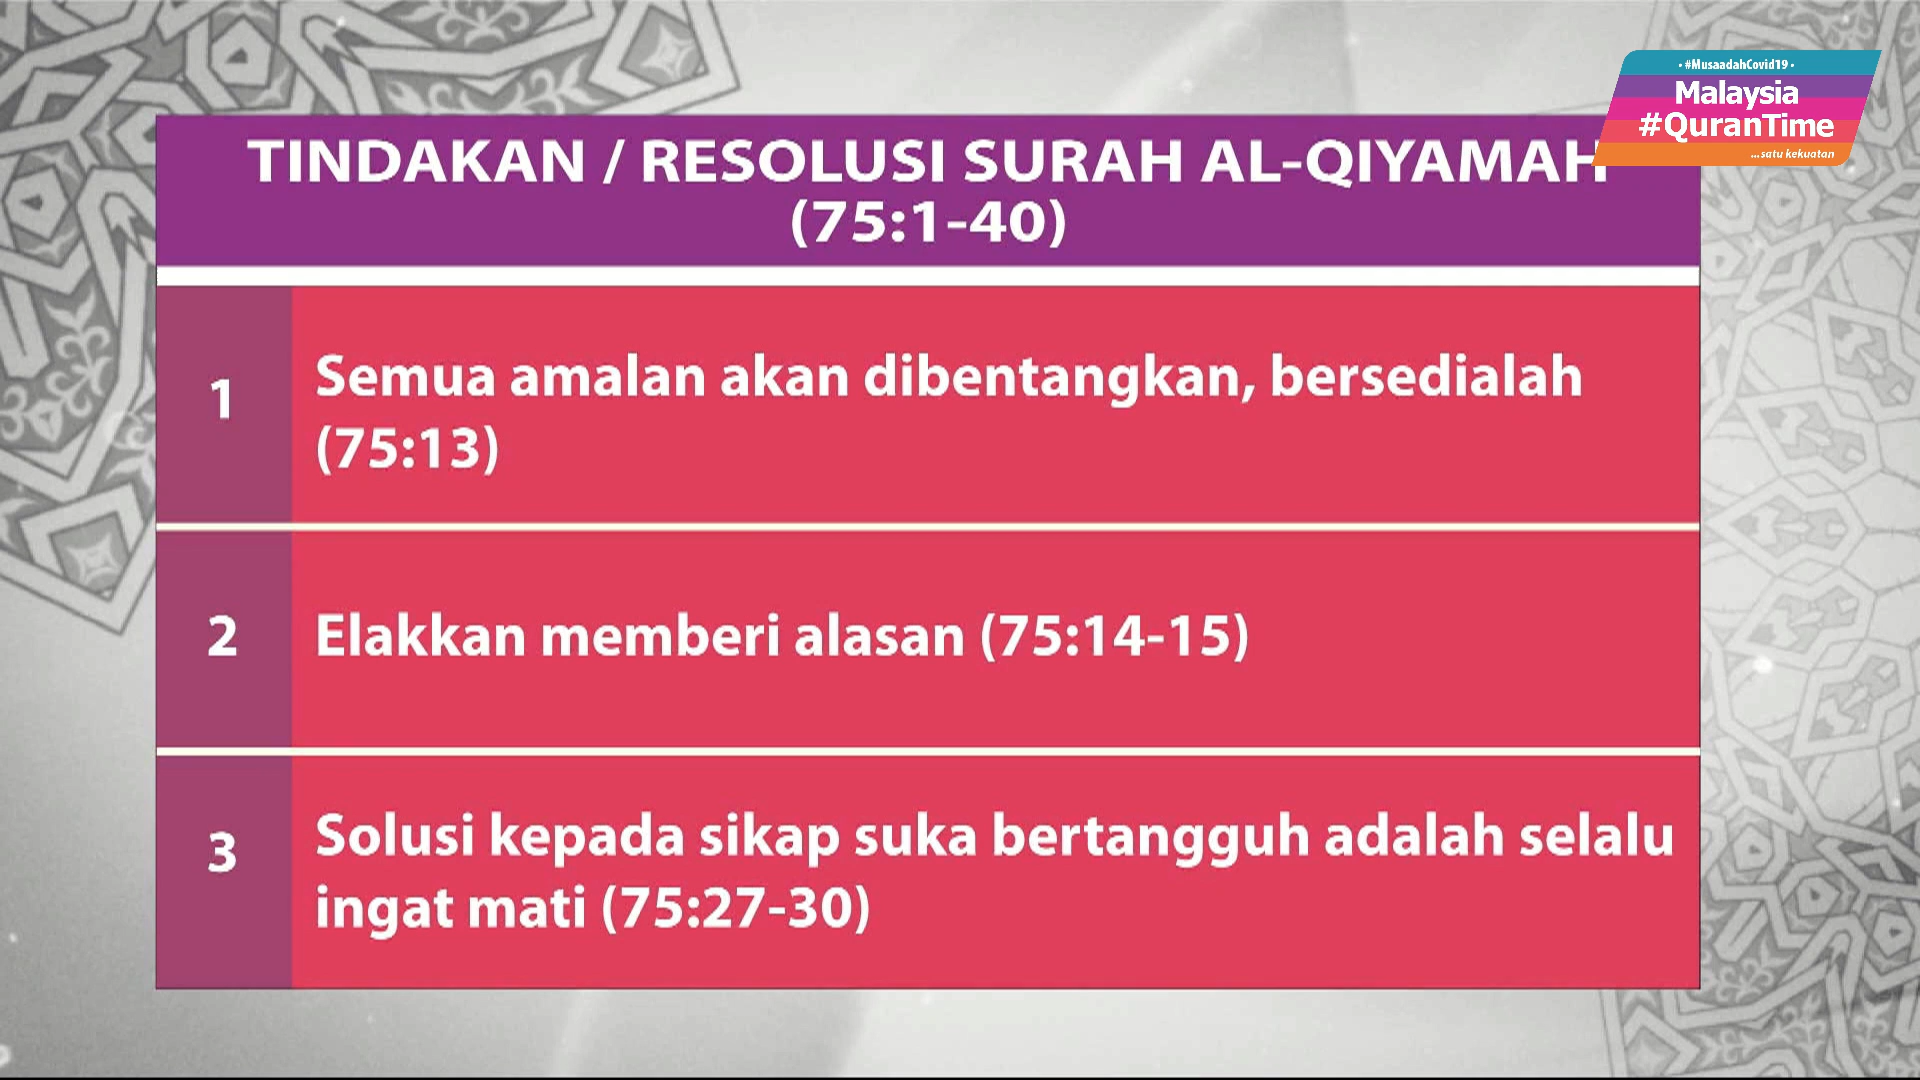 • #MusaadahCovid19 •
Malaysia
#QuranTime
...satu kekuatan
TINDAKAN / RESOLUSI SURAH AL-QIYAMAH
(75:1-40)
1
Semua amalan akan dibentangkan, bersedialah
(75:13)
2
Elakkan memberi alasan (75:14-15)
3
Solusi kepada sikap suka bertangguh adalah selalu
ingat mati (75:27-30)